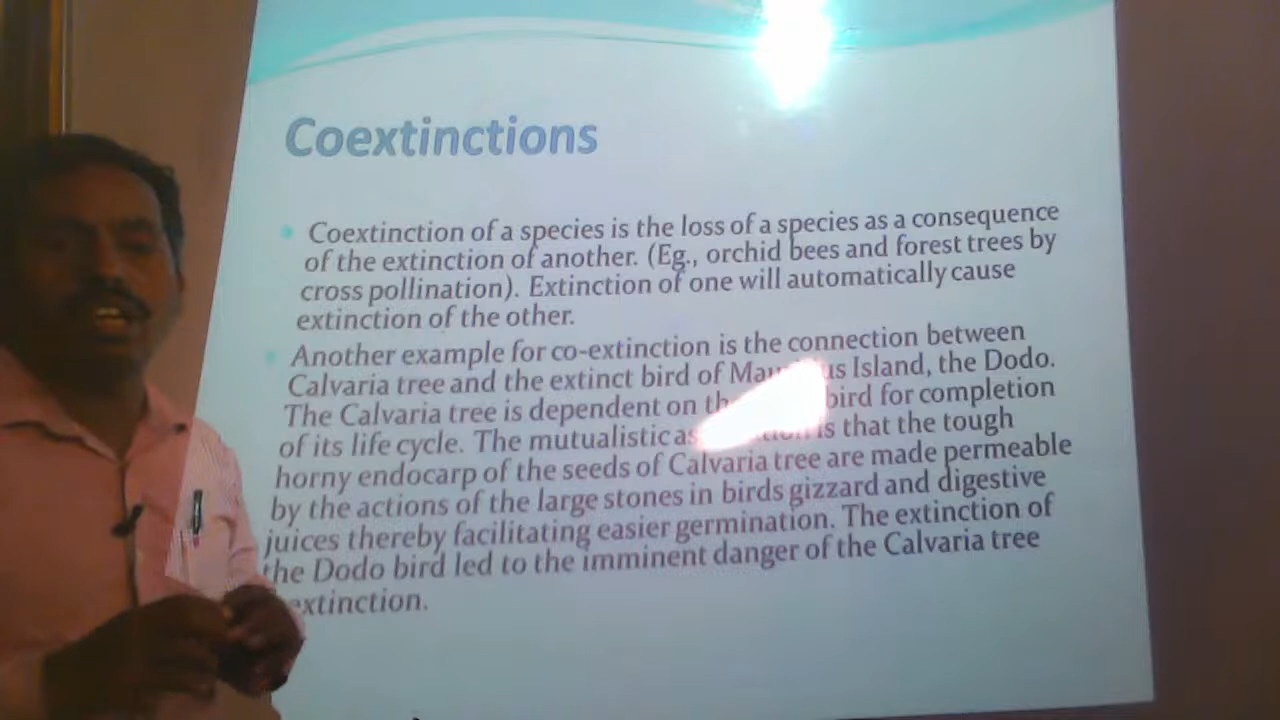 Coextinctions
Coextinction of a species is the loss of a species as a consequence
of the extinction of another. (Eg., orchid bees and forest trees by
cross pollination). Extinction of one will automatically cause
extinction of the other.
Another example for co-extinction is the connection between
Calvaria tree and the extinct bird of Island, the Dodo.
The Calvaria tree is dependent on bird for completion
of its life cycle. The mutualistic is that the tough
horny endocarp of the seeds of Calvaria tree are made permeable
by the actions of the large stones in birds gizzard and digestive
juices thereby facilitating easier germination. The extinction of
the Dodo bird led to the imminent danger of the Calvaria tree
extinction.